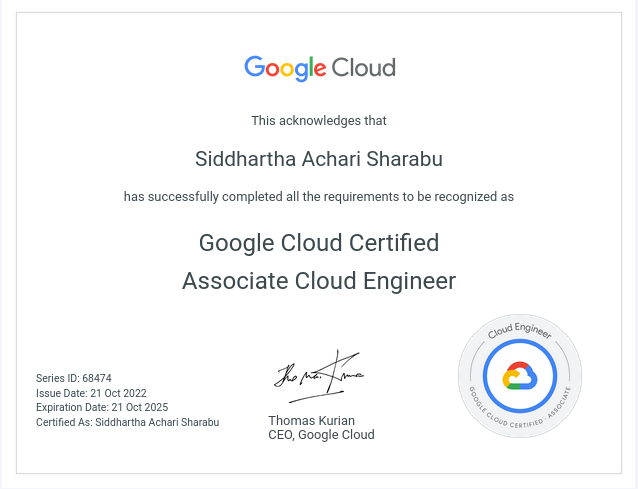 Google Cloud
This acknowledges that
Siddhartha Achari Sharabu
has successfully completed all the requirements to be recognized as
Google Cloud Certified
Associate Cloud Engineer
Series ID: 68474
Issue Date: 21 Oct 2022
Expiration Date: 21 Oct 2025
Certified As: Siddhartha Achari Sharabu
Thomas Kurian
Thomas Kurian
CEO, Google Cloud
Cloud Engineer
GOOGLE CLOUD CERTIFIED · ASSOCIATE